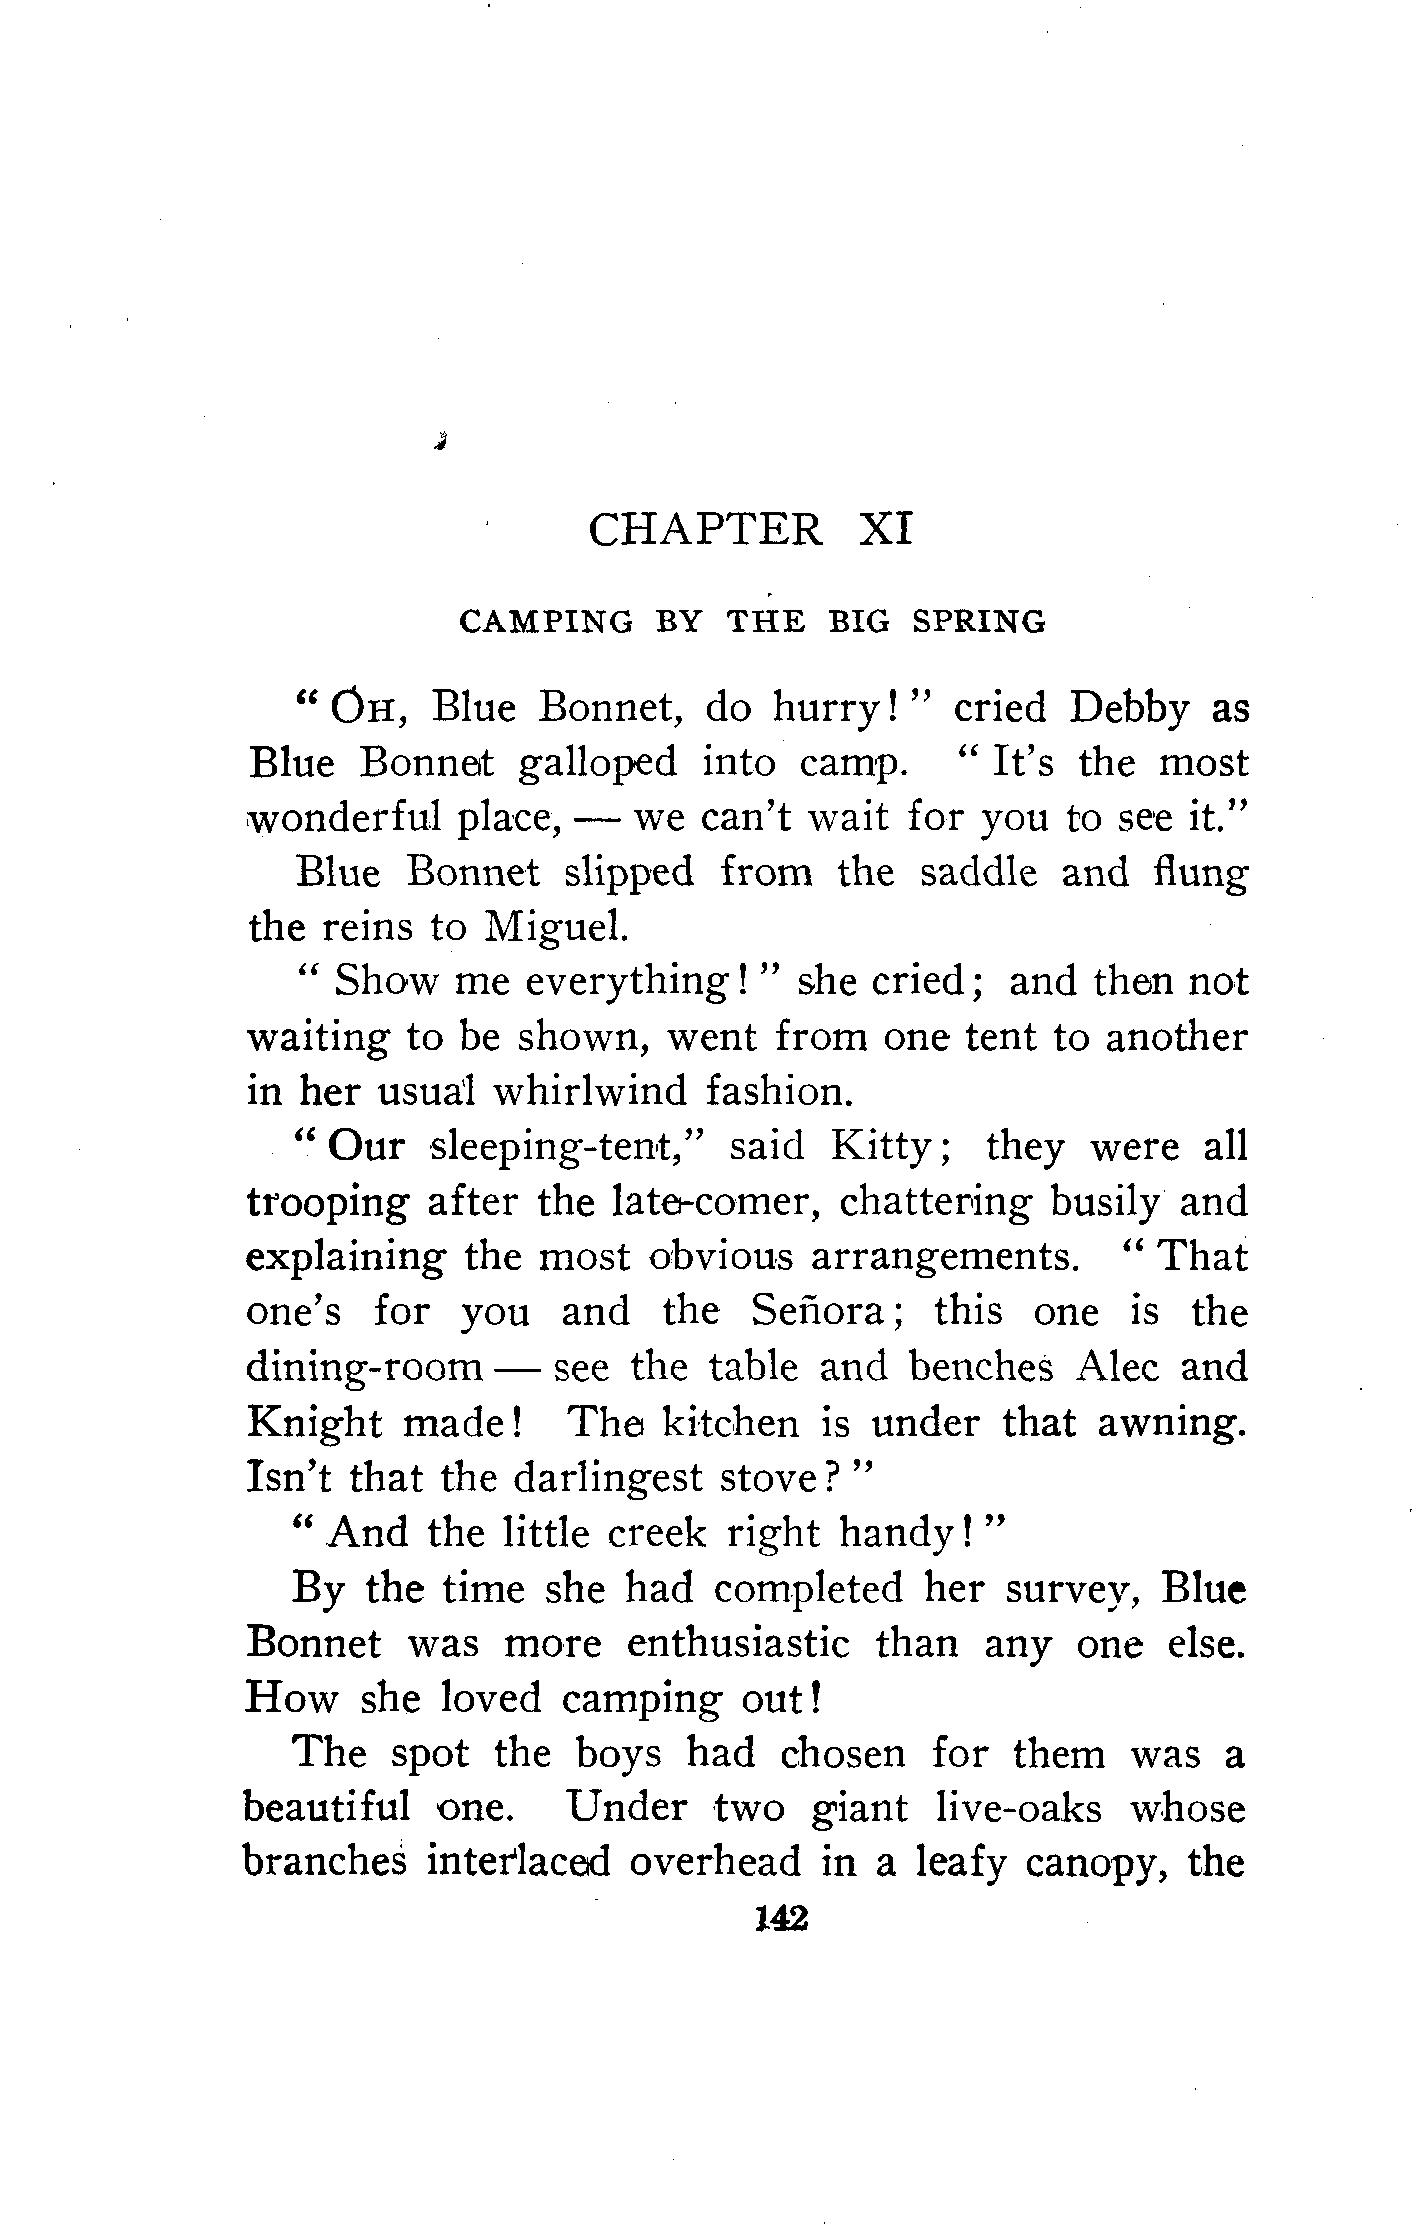 CHAPTER XI
CAMPING BY THE BIG SPRING
“ OH, Blue Bonnet, do hurry! ” cried Debby as
Blue Bonnet galloped into camp. “ It’s the most
wonderful place, — we can’t wait for you to see it.”
Blue Bonnet slipped from the saddle and flung
the reins to Miguel.
“ Show me everything! ” she cried; and then not
waiting to be shown, went from one tent to another
in her usual whirlwind fashion.
“ Our sleeping-tent,” said Kitty; they were all
trooping after the late-comer, chattering busily and
explaining the most obvious arrangements. “ That
one’s for you and the Señora; this one is the
dining-room — see the table and benches Alec and
Knight made! The kitchen is under that awning.
Isn’t that the darlingest stove? ”
“ And the little creek right handy! ”
By the time she had completed her survey, Blue
Bonnet was more enthusiastic than any one else.
How she loved camping out!
The spot the boys had chosen for them was a
beautiful one. Under two giant live-oaks whose
branches interlaced overhead in a leafy canopy, the
142